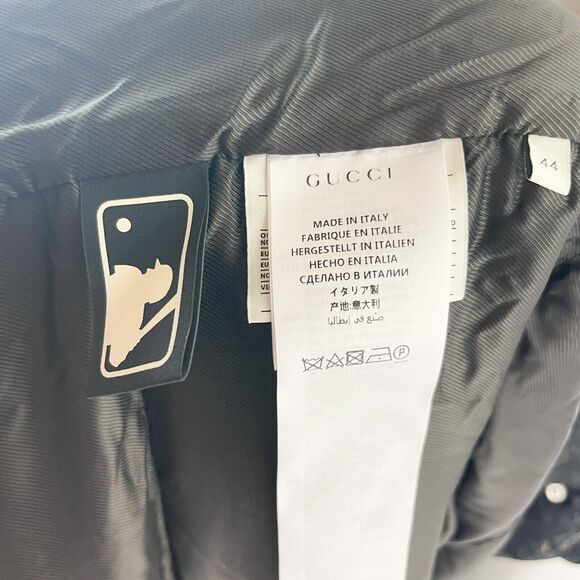 GUCCI
MADE IN ITALY
FABRIQUE EN ITALIE
HERGESTELLT IN ITALIEN
HECHO EN ITALIA
СДЕЛАНО В ИТАЛИИ
イタリア製
产地:意大利
صنع في إيطاليا
P
44